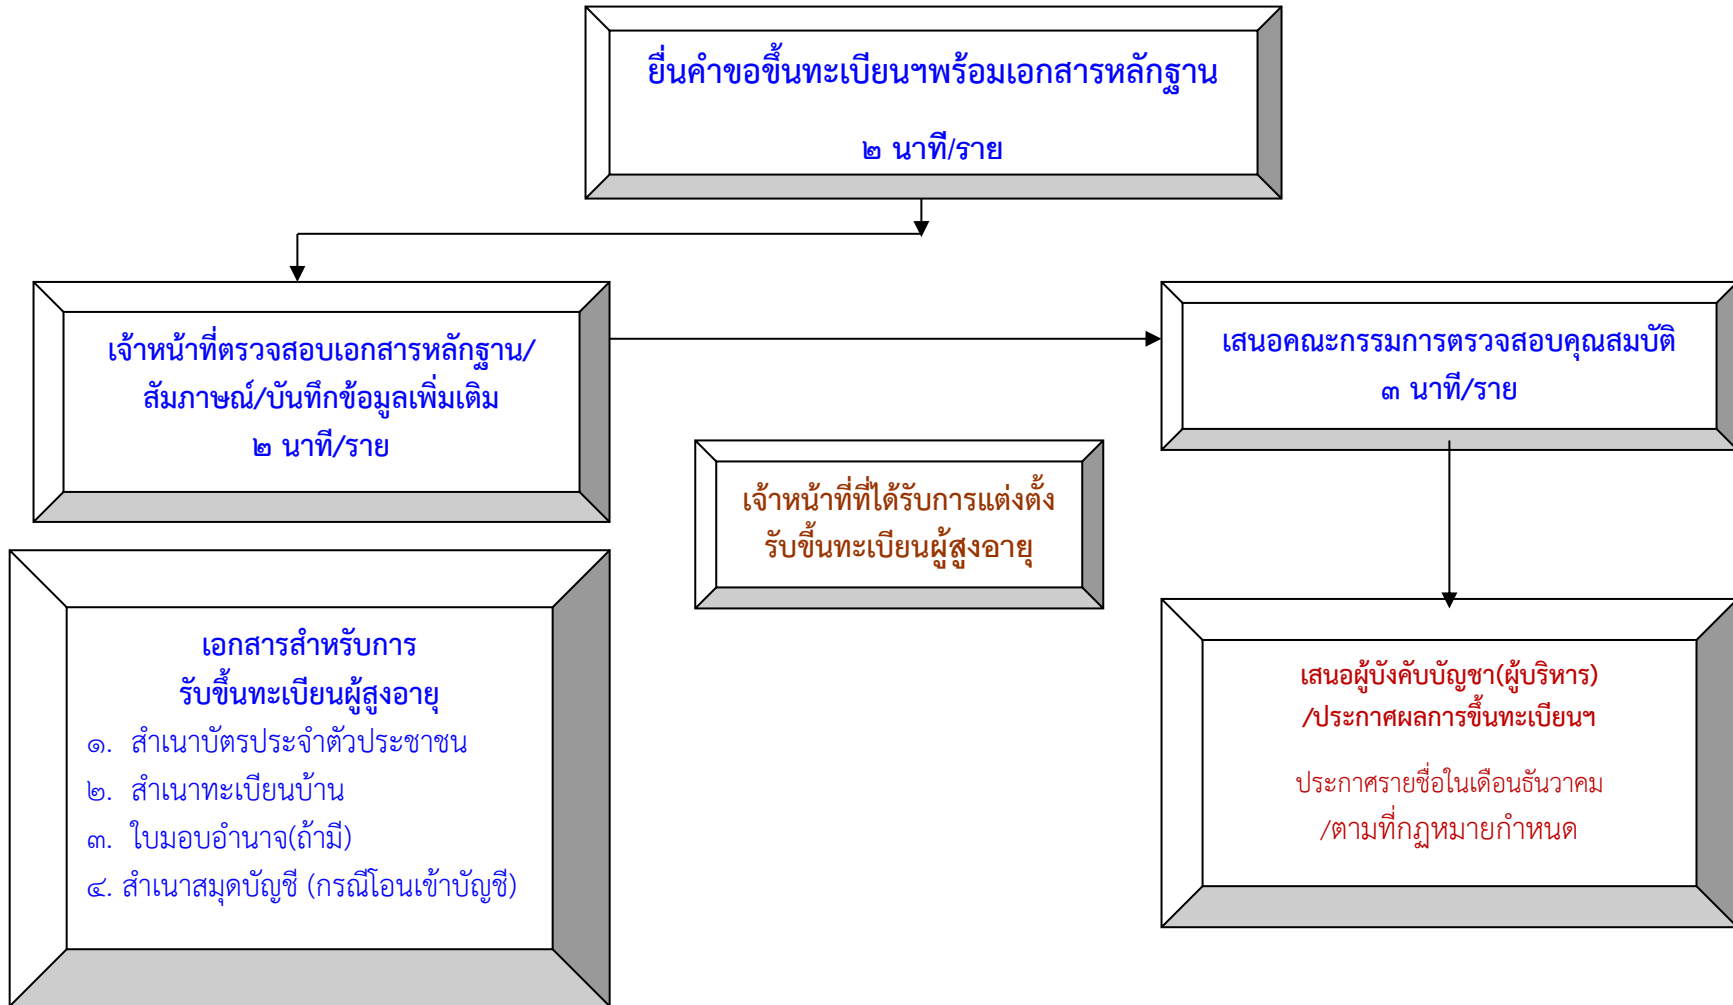 ยื่นคำขอขึ้นทะเบียนฯพร้อมเอกสารหลักฐาน
๒ นาที/ราย
เจ้าหน้าที่ตรวจสอบเอกสารหลักฐาน/
สัมภาษณ์/บันทึกข้อมูลเพิ่มเติม
๒ นาที/ราย
เสนอคณะกรรมการตรวจสอบคุณสมบัติ
๓ นาที/ราย
เจ้าหน้าที่ที่ได้รับการแต่งตั้ง
รับขึ้นทะเบียนผู้สูงอายุ
เอกสารสำหรับการ
รับขึ้นทะเบียนผู้สูงอายุ
๑. สำเนาบัตรประจำตัวประชาชน
๒. สำเนาทะเบียนบ้าน
๓. ใบมอบอำนาจ(ถ้ามี)
๔. สำเนาสมุดบัญชี (กรณีโอนเข้าบัญชี)
เสนอผู้บังคับบัญชา(ผู้บริหาร)
/ประกาศผลการขึ้นทะเบียนฯ
ประกาศรายชื่อในเดือนธันวาคม
/ตามที่กฎหมายกำหนด